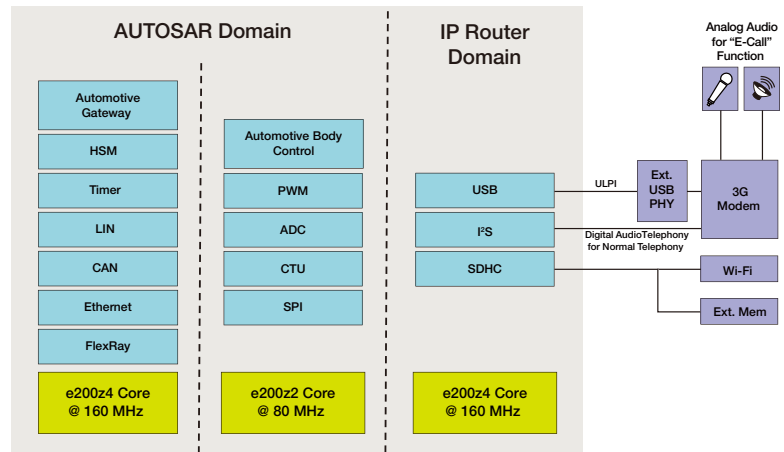 AUTOSAR Domain
Automotive
Gateway
HSM
Timer
LIN
CAN
Ethernet
FlexRay
e200z4 Core
@ 160 MHz
Automotive Body
Control
PWM
ADC
CTU
SPI
e200z2 Core
@ 80 MHz
IP Router
Domain
USB
I²S
SDHC
e200z4 Core
@ 160 MHz
Analog Audio
for “E-Call”
Function
ULPI
Ext.
USB
PHY
3G
Modem
Digital AudioTelephony
for Normal Telephony
Wi-Fi
Ext. Mem